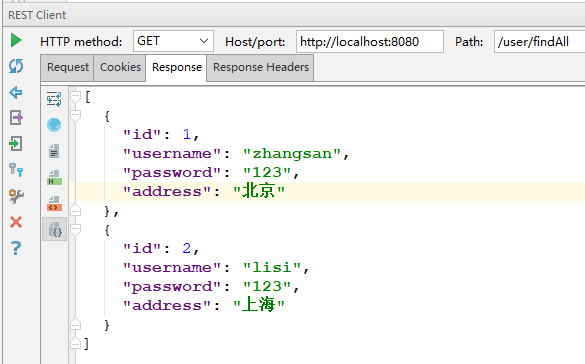 REST Client
HTTP method: GET Host/port: http://localhost:8080 Path: /user/findAll
Request Cookies Response Response Headers
[
{
"id": 1,
"username": "zhangsan",
"password": "123",
"address": "北京"
},
{
"id": 2,
"username": "lisi",
"password": "123",
"address": "上海"
}
]